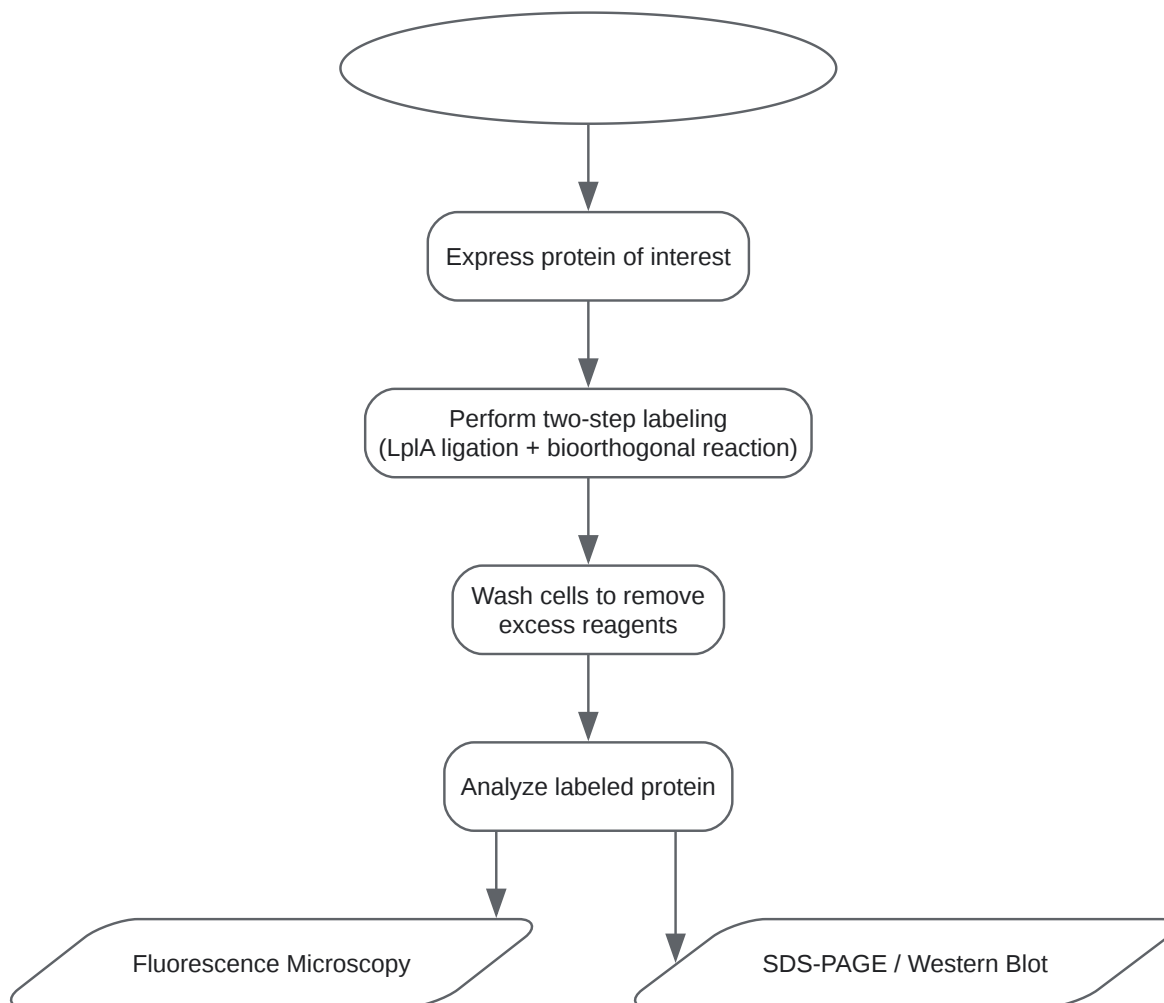 Express protein of interest
Perform two-step labeling
(LplA ligation + bioorthogonal reaction)
Wash cells to remove
excess reagents
Analyze labeled protein
Fluorescence Microscopy
SDS-PAGE / Western Blot